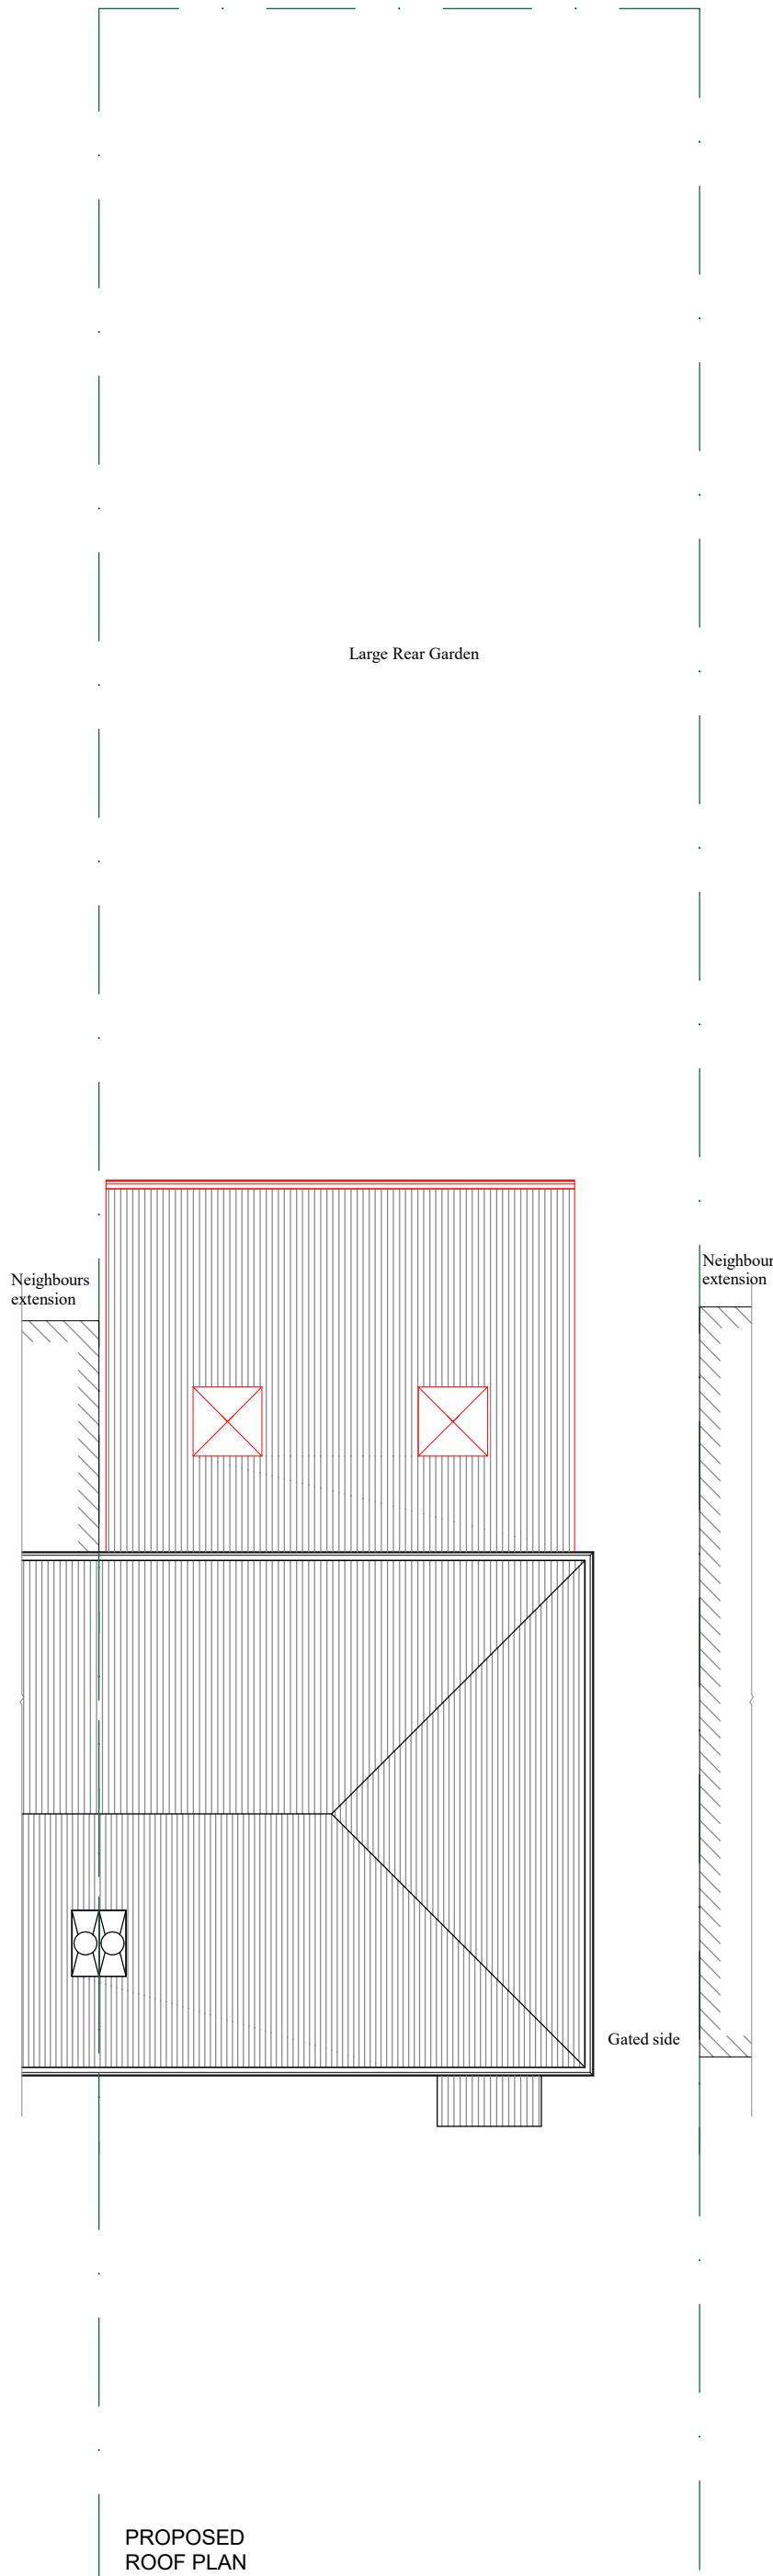 Large Rear Garden
Neighbours
extension
Neighbour
extension
Gated side
PROPOSED
ROOF PLAN